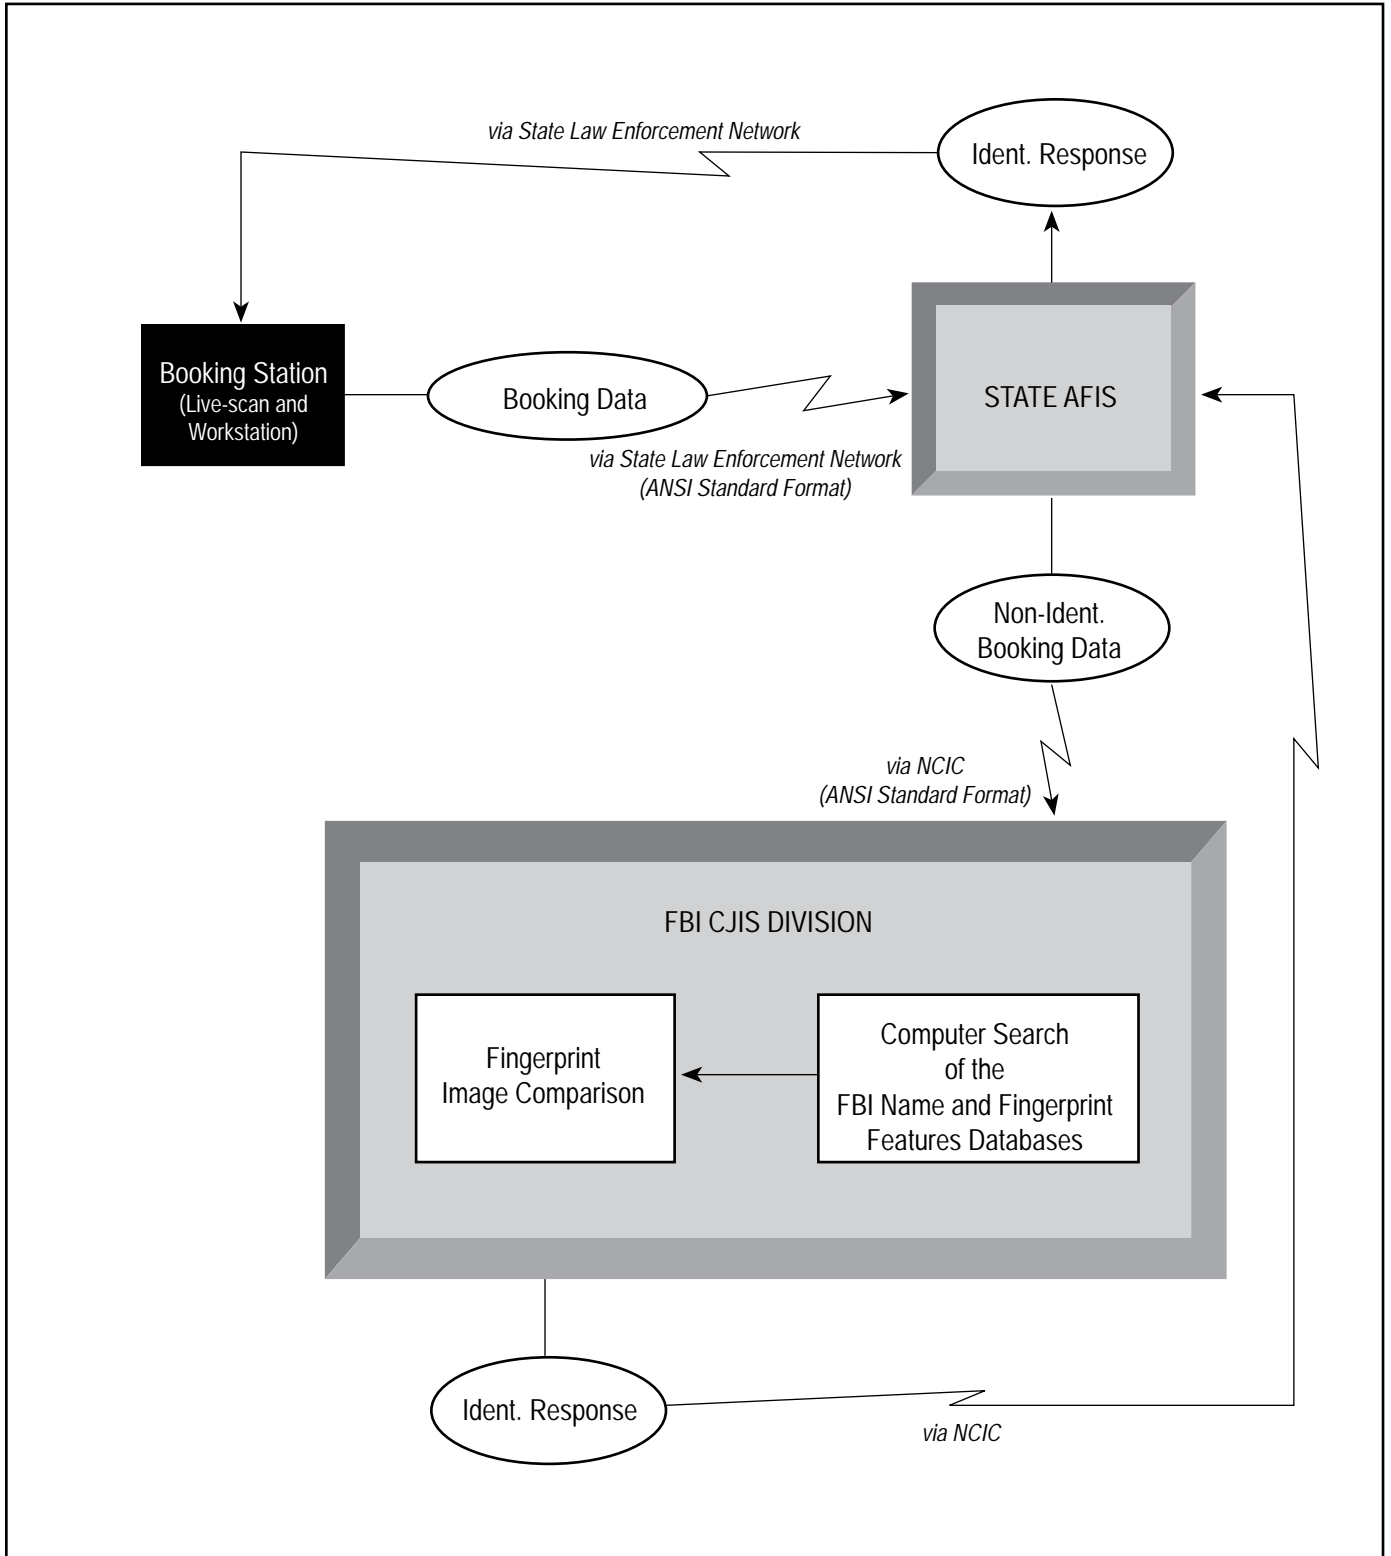 via State Law Enforcement Network
Ident. Response
Booking Station
(Live-scan and
Workstation)
Booking Data
via State Law Enforcement Network
(ANSI Standard Format)
STATE AFIS
Non-Ident.
Booking Data
via NCIC
(ANSI Standard Format)
FBI CJIS DIVISION
Fingerprint
Image Comparison
Computer Search
of the
FBI Name and Fingerprint
Features Databases
Ident. Response
via NCIC